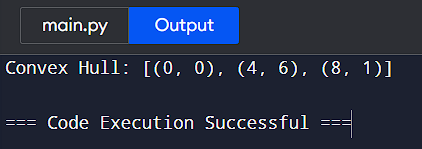 main.py Output
Convex Hull: [(0, 0), (4, 6), (8, 1)]
=== Code Execution Successful ===